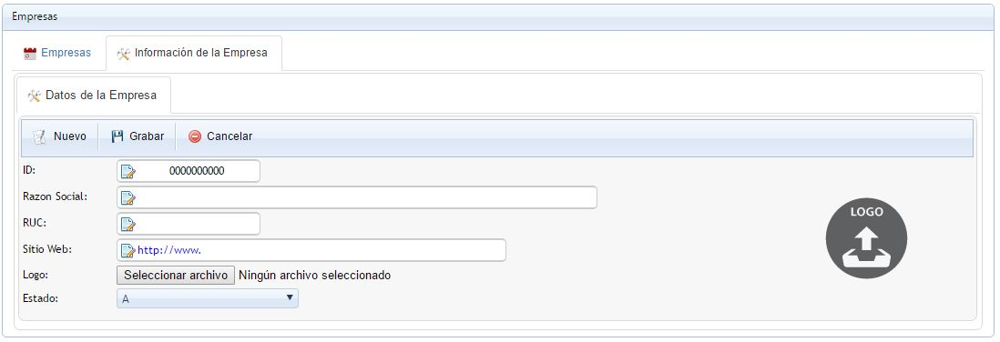 Empresas
Empresas Información de la Empresa
Datos de la Empresa
Nuevo Grabar Cancelar
ID: 0000000000
Razon Social:
RUC:
LOGO
Sitio Web: http://www.
Logo: Seleccionar archivo Ningún archivo seleccionado
Estado: A